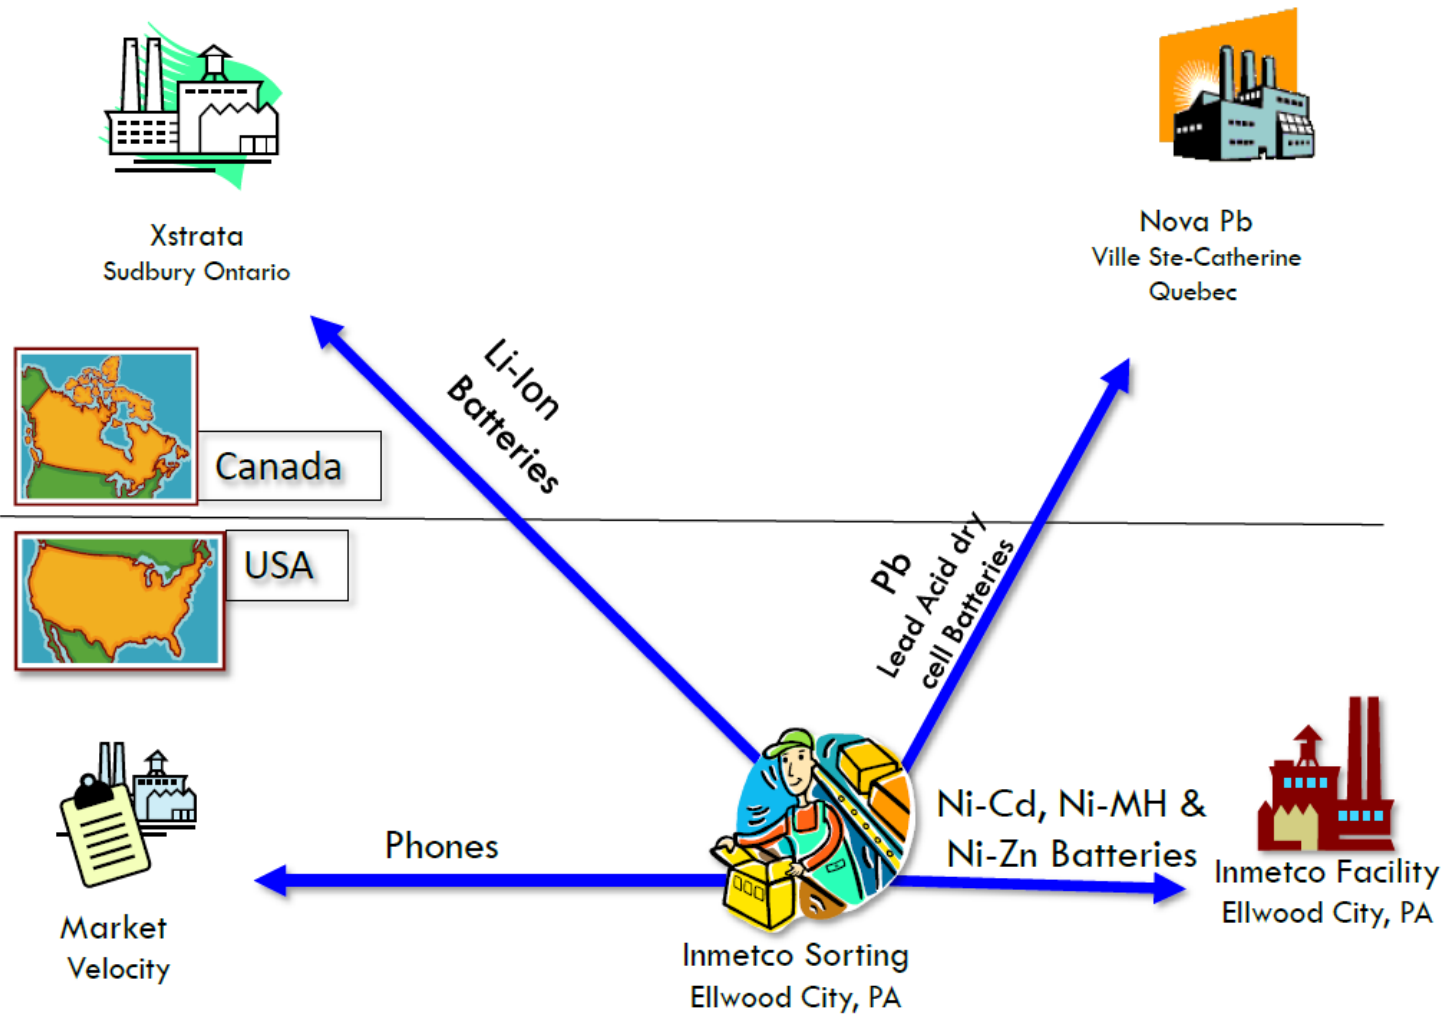 Xstrata
Sudbury Ontario
Nova Pb
Ville Ste-Catherine
Quebec
Li-Ion
Batteries
Canada
USA
Pb
Lead Acid dry
cell Batteries
Phones
Ni-Cd, Ni-MH &
Ni-Zn Batteries
Market
Velocity
Inmetco Sorting
Ellwood City, PA
Inmetco Facility
Ellwood City, PA